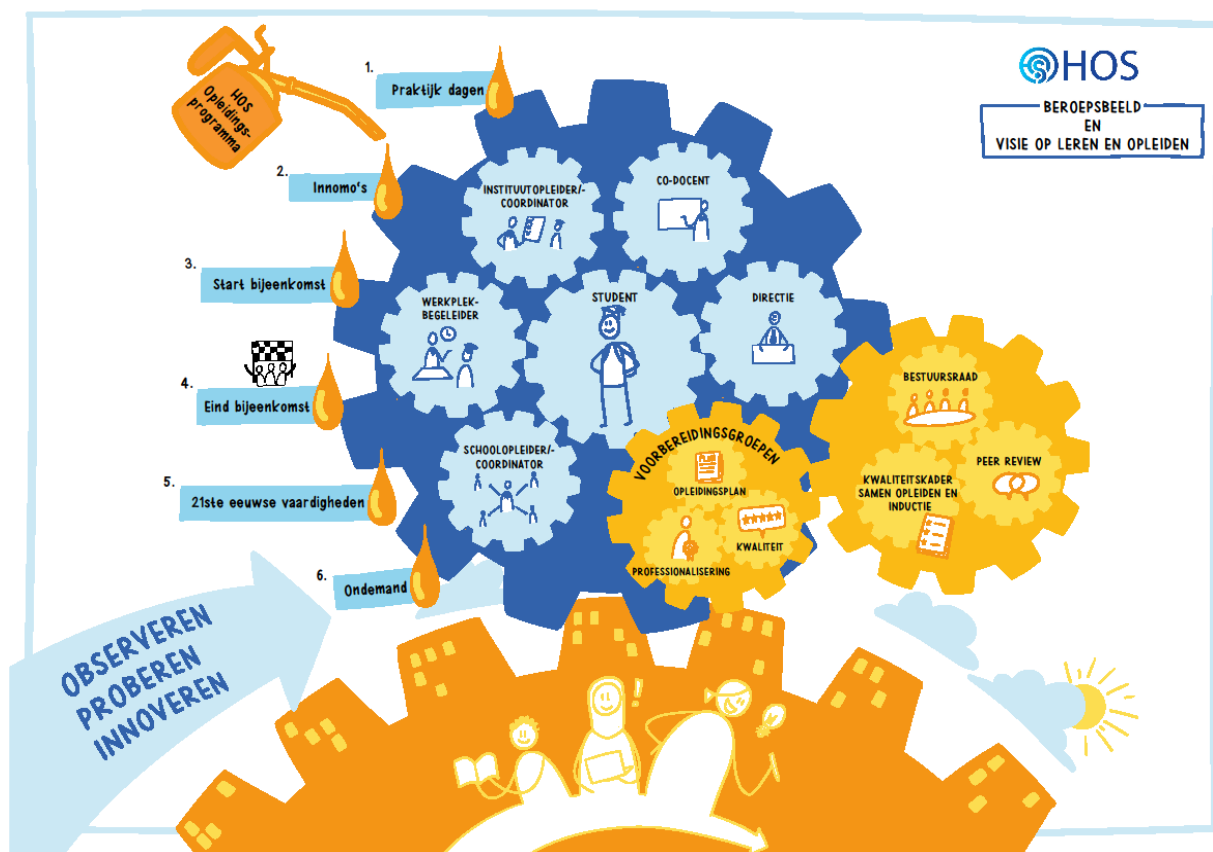 HOS
Opleidings-
programma
1.
Praktijk dagen
2.
Innomo's
3.
Start bijeenkomst
4.
Eind bijeenkomst
5.
21ste eeuwse vaardigheden
6.
Ondemand
HOS
BEROEPSBEELD
EN
VISIE OP LEREN EN OPLEIDEN
INSTITUUTOPLEIDER/-
COORDINATOR
CO-DOCENT
WERKPLEK-
BEGELEIDER
STUDENT
DIRECTIE
SCHOOLOPLEIDER/-
COORDINATOR
VOORBEREIDINGSGROEPEN
OPLEIDINGSPLAN
KWALITEIT
PROFESSIONALISERING
BESTUURSRAAD
PEER REVIEW
KWALITEITSKADER
SAMEN OPLEIDEN EN
INDUCTIE
OBSERVEREN
PROBEREN
INNOVEREN
!